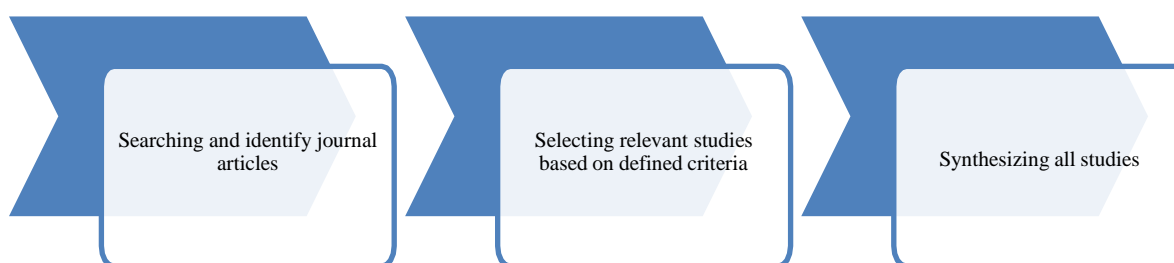 Searching and identify journal
articles
Selecting relevant studies
based on defined criteria
Synthesizing all studies